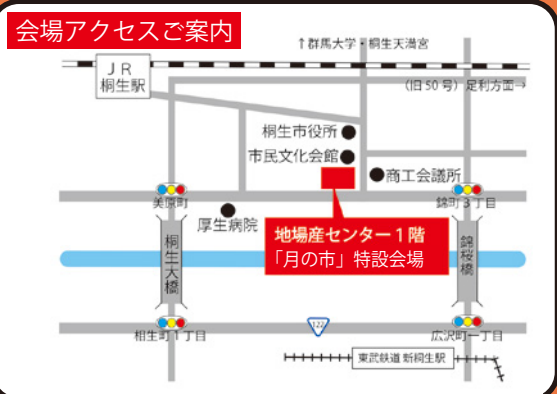 会場アクセスご案内
↑群馬大学・桐生天満宮
JR
桐生駅
(旧50号)足利方面→
桐生市役所
市民文化会館
商工会議所
美原町
錦町3丁目
厚生病院
地場産センター1階
「月の市」特設会場
桐生大橋
錦桜橋
122
相生町1丁目
広沢町一丁目
東武鉄道 新桐生駅